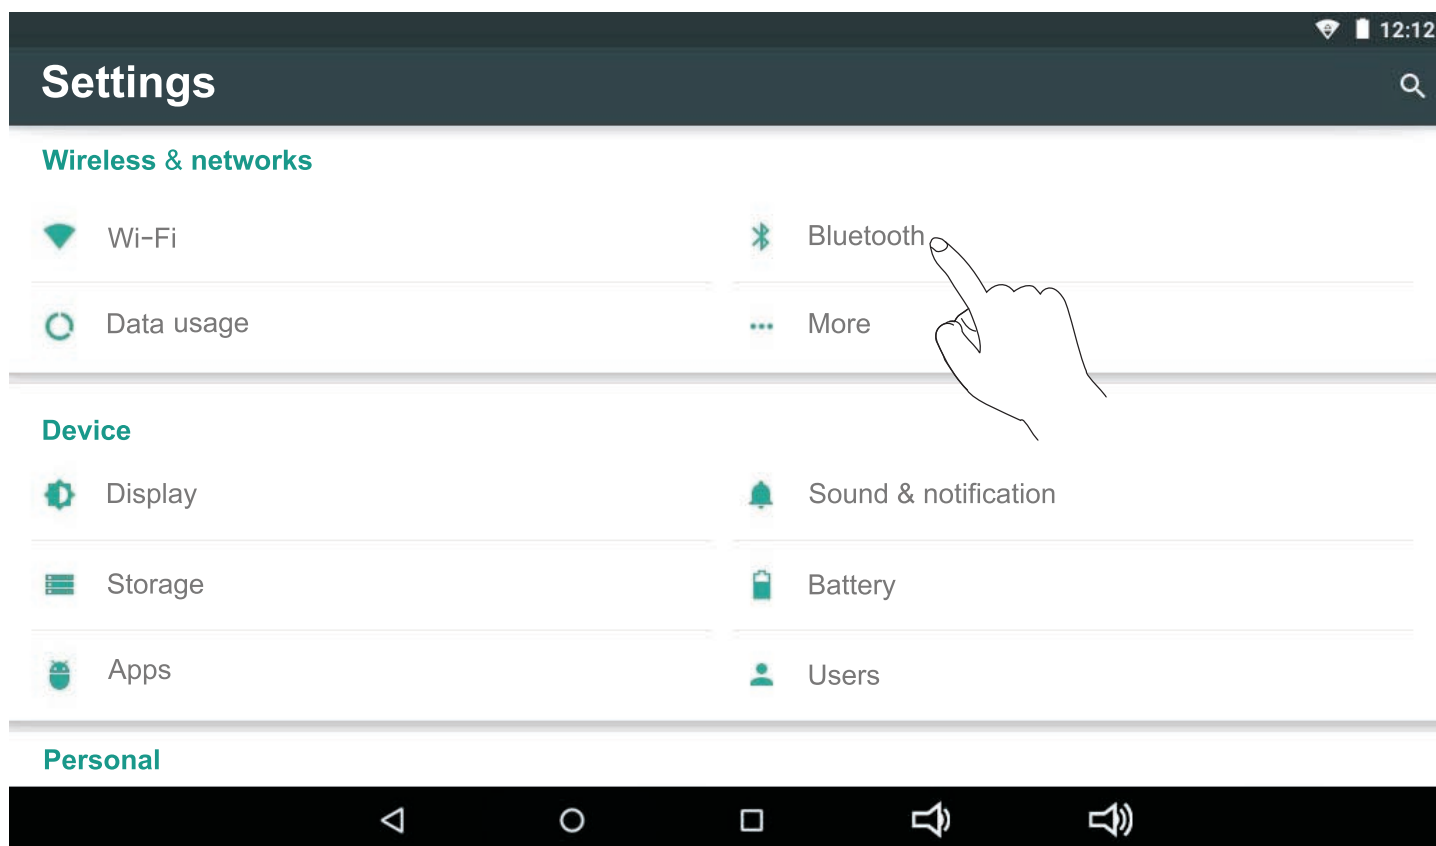 12:12
Settings
Wireless & networks
Wi-Fi
Bluetooth
Data usage
More
Device
Display
Sound & notification
Storage
Battery
Apps
Users
Personal